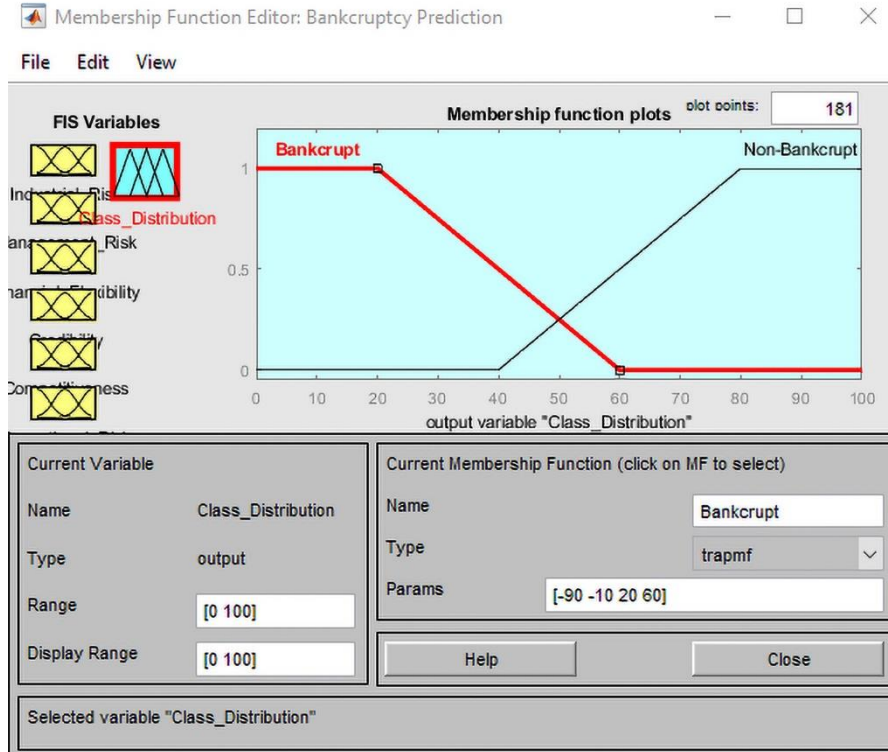 Membership Function Editor: Bankcruptcy Prediction
File Edit View
FIS Variables
Membership function plots
plot points: 181
Class_Distribution
Credibility
Competitiveness
Bankcrupt
Non-Bankcrupt
1
0.5
0
0 10 20 30 40 50 60 70 80 90 100
output variable "Class_Distribution"
Current Variable
Name Class_Distribution
Type output
Range [0 100]
Display Range [0 100]
Current Membership Function (click on MF to select)
Name Bankcrupt
Type trapmf
Params [-90 -10 20 60]
Help Close
Selected variable "Class_Distribution"